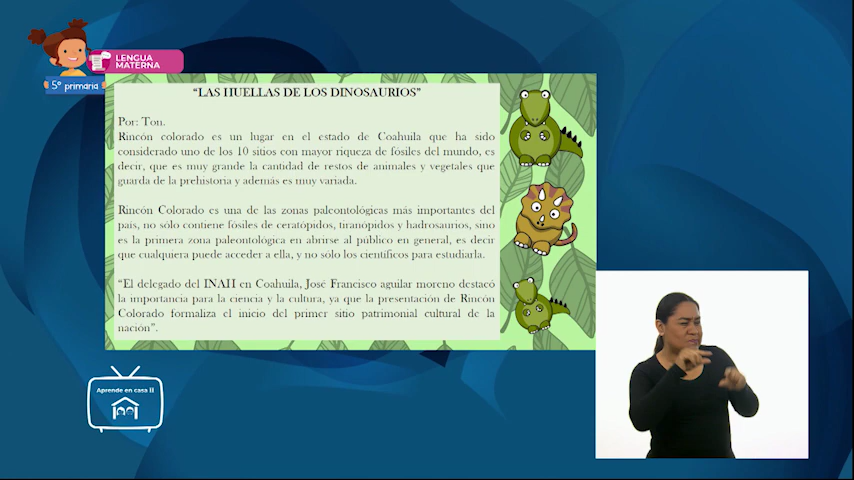 LENGUA
MATERNA
5° primaria
“LAS HUELLAS DE LOS DINOSAURIOS”
Por: Tou.
Rincón colorado es un lugar en el estado de Coahuila que ha sido
considerado uno de los 10 sitios con mayor riqueza de fósiles del mundo, es
decir, que es muy grande la cantidad de restos de animales y vegetales que
guarda de la prehistoria y además es muy variada.
Rincón Colorado es una de las zonas paleontológicas más importantes del
país, no sólo contiene fósiles de ceratópidos, tiranópidos y hadrosaurios, sino
es la primera zona paleontológica en abrirse al público en general, es decir
que cualquiera puede acceder a ella, y no sólo los científicos para estudiarla.
“El delegado del INAH en Coahuila, José Francisco aguilar moreno destacó
la importancia para la ciencia y la cultura, ya que la presentación de Rincón
Colorado formaliza el inicio del primer sitio patrimonial cultural de la
nación”.
Aprende en casa II